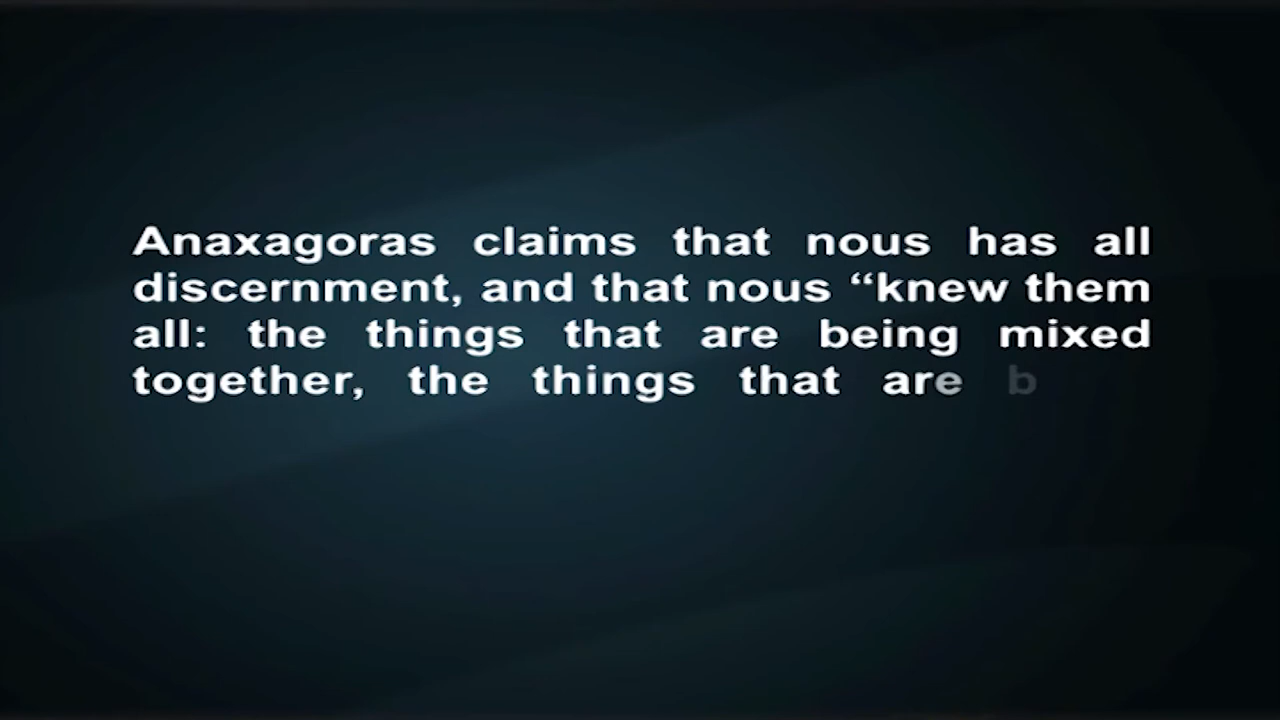 Anaxagoras claims that nous has all
discernment, and that nous “knew them
all: the things that are being mixed
together, the things that are b